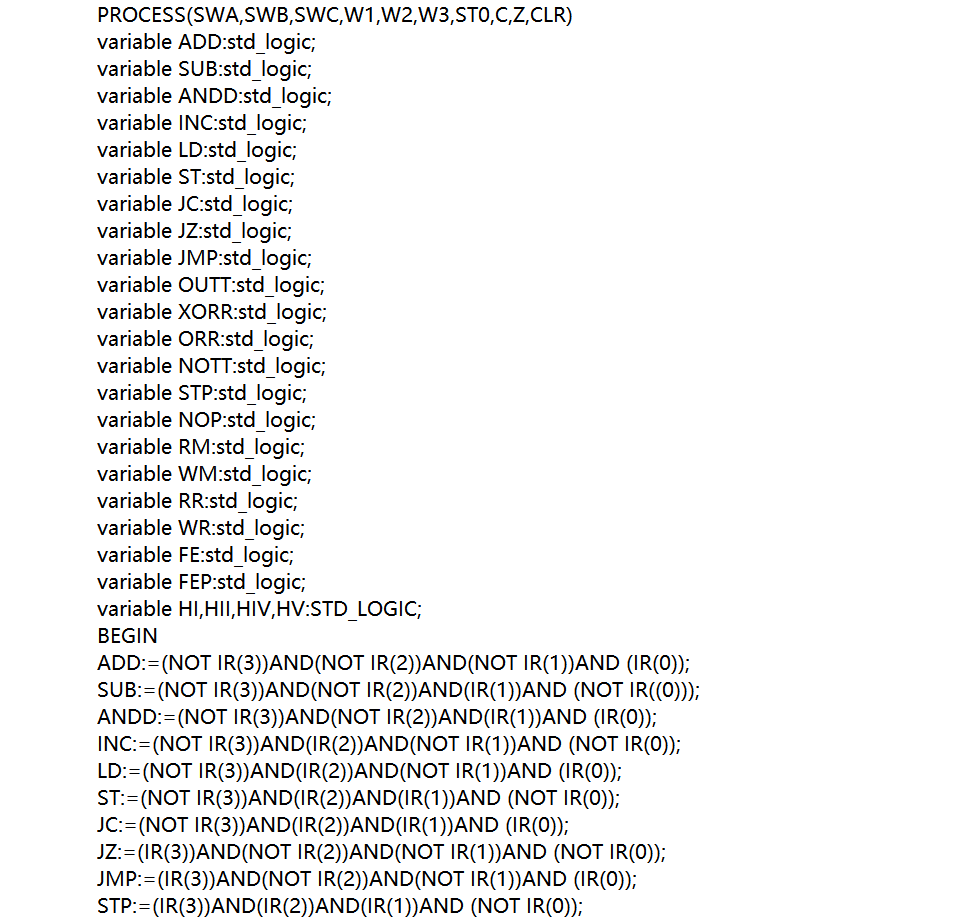 PROCESS(SWA,SWB,SWC,W1,W2,W3,ST0,C,Z,CLR)
variable ADD:std_logic;
variable SUB:std_logic;
variable ANDD:std_logic;
variable INC:std_logic;
variable LD:std_logic;
variable ST:std_logic;
variable JC:std_logic;
variable JZ:std_logic;
variable JMP:std_logic;
variable OUTT:std_logic;
variable XORR:std_logic;
variable ORR:std_logic;
variable NOTT:std_logic;
variable STP:std_logic;
variable NOP:std_logic;
variable RM:std_logic;
variable WM:std_logic;
variable RR:std_logic;
variable WR:std_logic;
variable FE:std_logic;
variable FEP:std_logic;
variable HI,HII,HIV,HV:STD_LOGIC;
BEGIN
ADD:=(NOT IR(3))AND(NOT IR(2))AND(NOT IR(1))AND (IR(0));
SUB:=(NOT IR(3))AND(NOT IR(2))AND(IR(1))AND (NOT IR((0)));
ANDD:=(NOT IR(3))AND(NOT IR(2))AND(IR(1))AND (IR(0));
INC:=(NOT IR(3))AND(IR(2))AND(NOT IR(1))AND (NOT IR(0));
LD:=(NOT IR(3))AND(IR(2))AND(NOT IR(1))AND (IR(0));
ST:=(NOT IR(3))AND(IR(2))AND(IR(1))AND (NOT IR(0));
JC:=(NOT IR(3))AND(IR(2))AND(IR(1))AND (IR(0));
JZ:=(IR(3))AND(NOT IR(2))AND(NOT IR(1))AND (NOT IR(0));
JMP:=(IR(3))AND(NOT IR(2))AND(NOT IR(1))AND (IR(0));
STP:=(IR(3))AND(IR(2))AND(IR(1))AND (NOT IR(0));